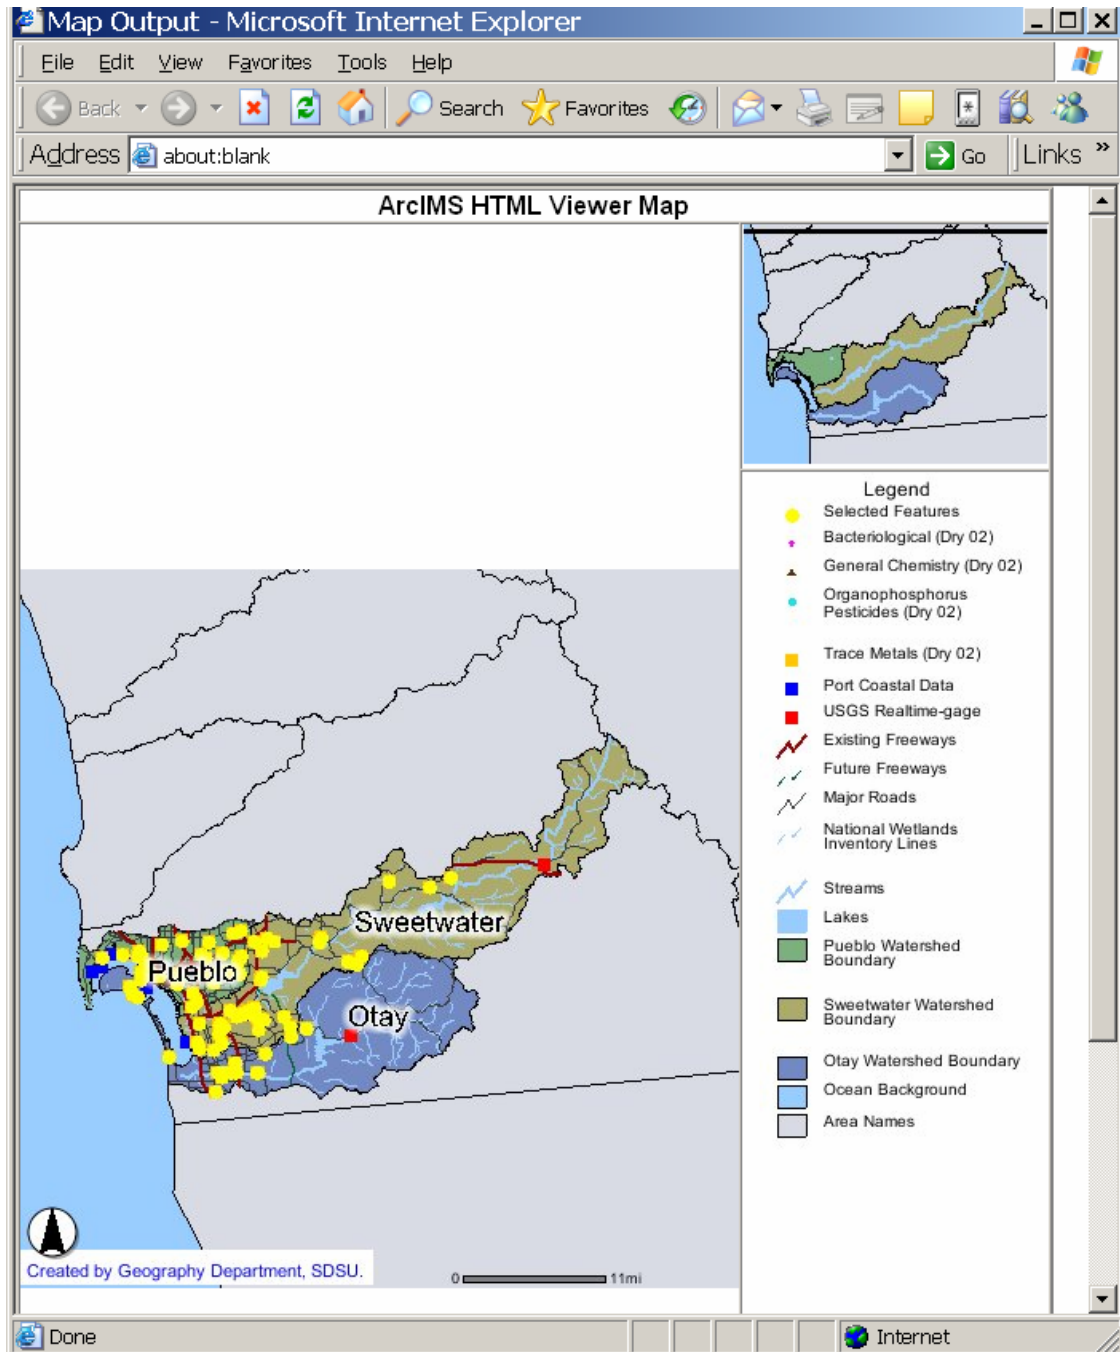 Map Output - Microsoft Internet Explorer
File Edit View Favorites Tools Help
Back Search Favorites
Address about:blank Go Links »
ArcIMS HTML Viewer Map
Legend
Selected Features
Bacteriological (Dry 02)
General Chemistry (Dry 02)
Organophosphorus
Pesticides (Dry 02)
Trace Metals (Dry 02)
Port Coastal Data
USGS Realtime-gage
Existing Freeways
Future Freeways
Major Roads
National Wetlands
Inventory Lines
Streams
Lakes
Pueblo Watershed
Boundary
Sweetwater Watershed
Boundary
Otay Watershed Boundary
Ocean Background
Area Names
Sweetwater
Pueblo
Otay
Created by Geography Department, SDSU.
0 11mi
Done Internet